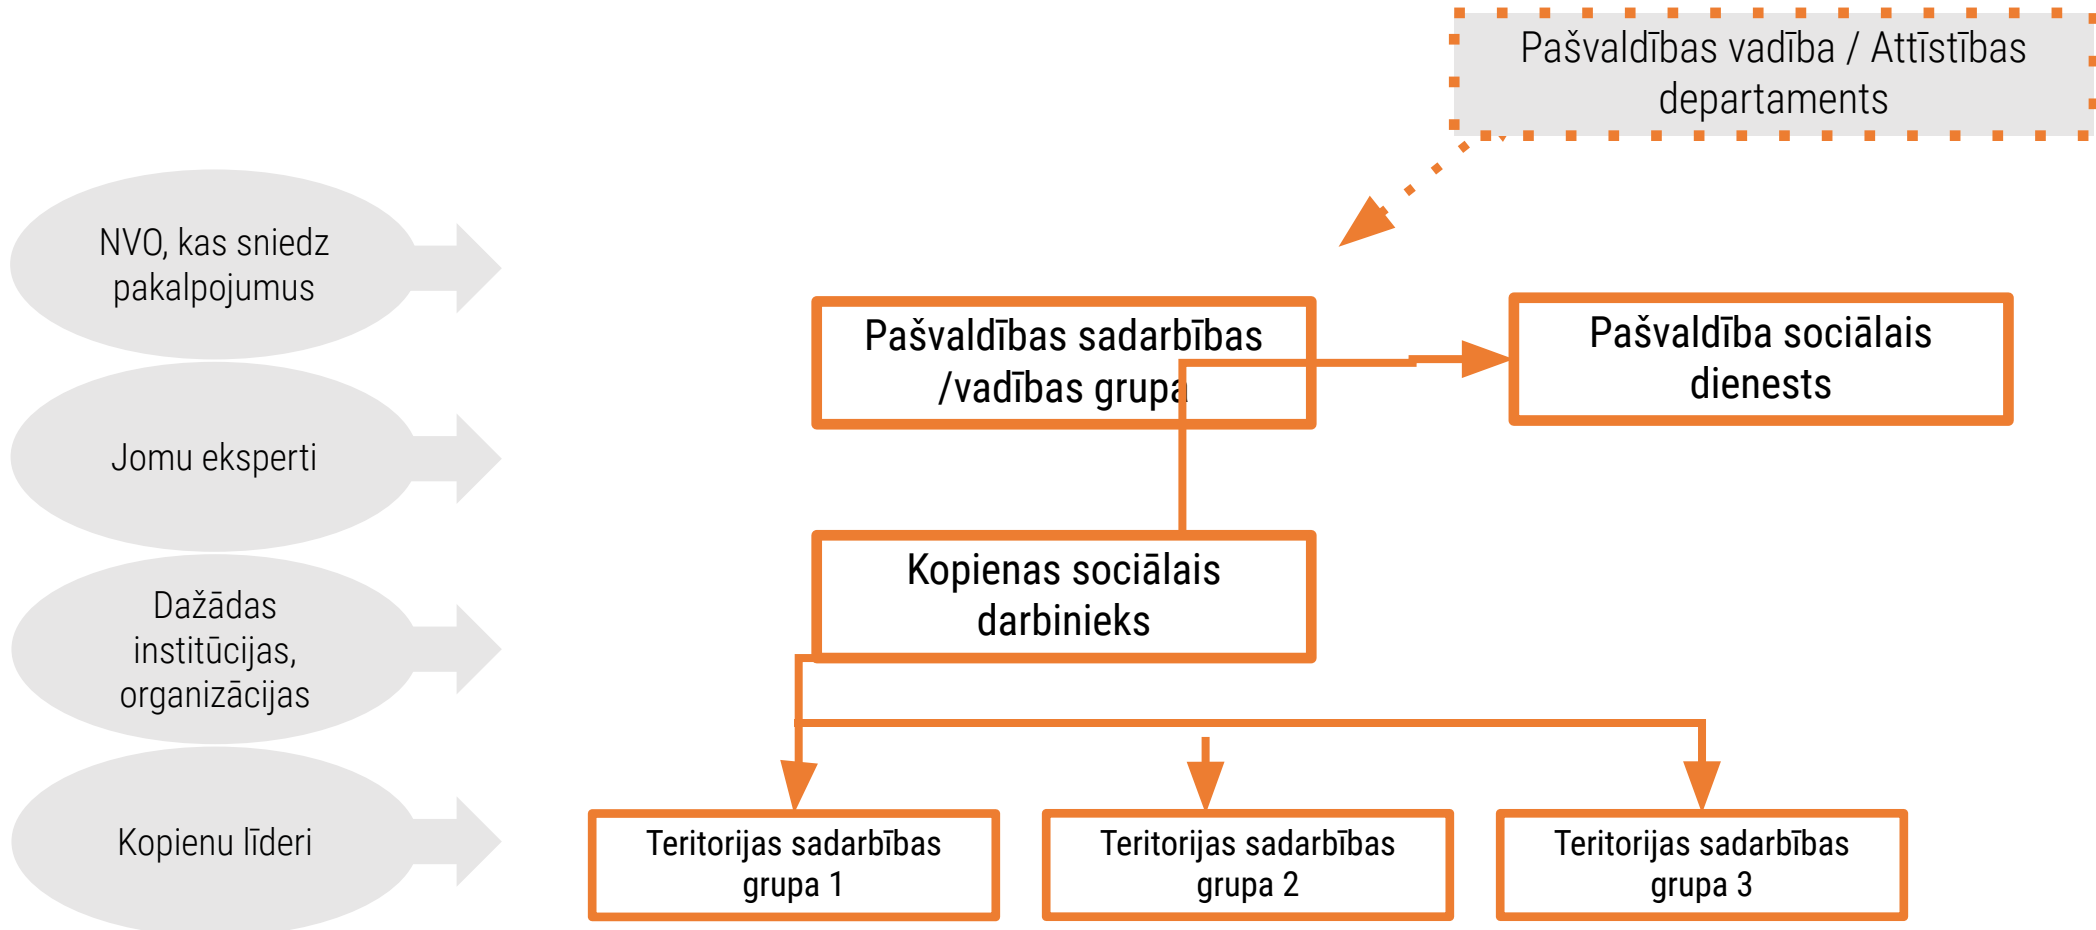 Pašvaldības vadība / Attīstības
departaments
NVO, kas sniedz
pakalpojumus
Pašvaldības sadarbības
/vadības grupa
Pašvaldība sociālais
dienests
Jomu eksperti
Kopienas sociālais
darbinieks
Dažādas
institūcijas,
organizācijas
Kopienu līderi
Teritorijas sadarbības
grupa 1
Teritorijas sadarbības
grupa 2
Teritorijas sadarbības
grupa 3